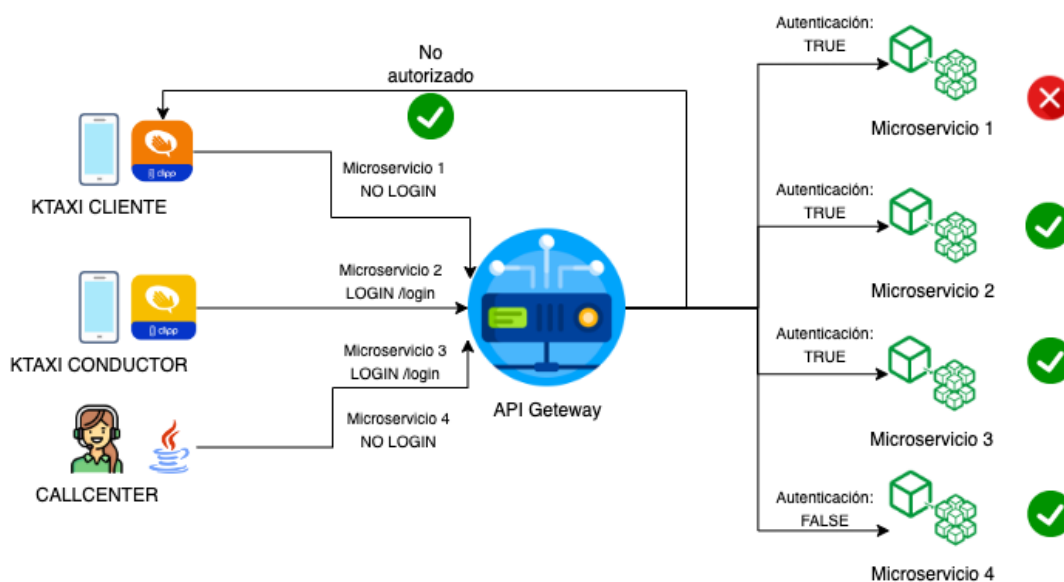 No
autorizado
Autenticación:
TRUE
Microservicio 1
clipp
KTAXI CLIENTE
Microservicio 1
NO LOGIN
Autenticación:
TRUE
Microservicio 2
Microservicio 2
LOGIN /login
clipp
KTAXI CONDUCTOR
Microservicio 3
LOGIN /login
API Geteway
Autenticación:
TRUE
Microservicio 3
Microservicio 4
NO LOGIN
CALLCENTER
Autenticación:
FALSE
Microservicio 4